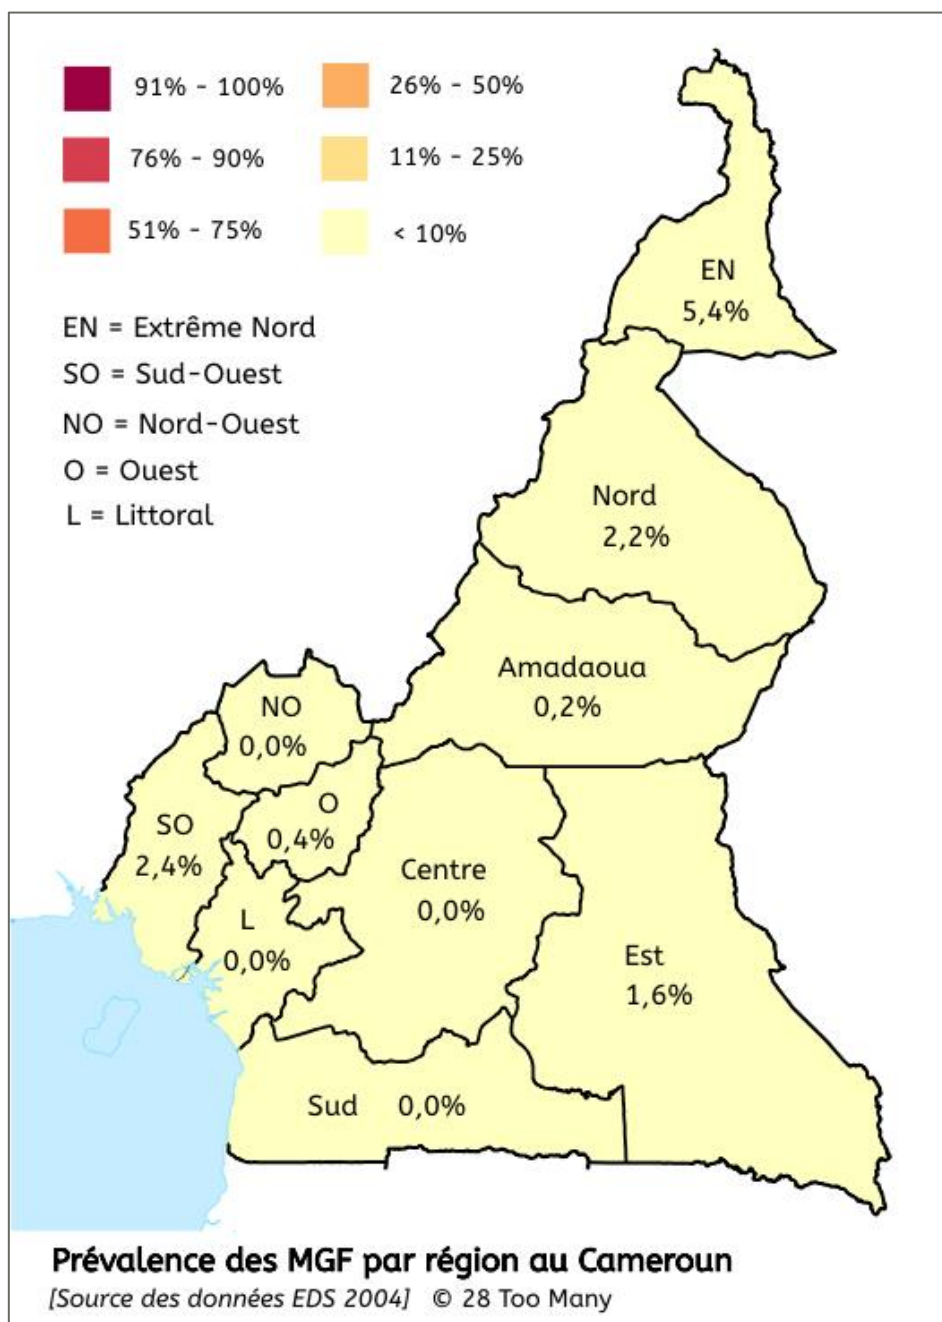 91% - 100%
26% - 50%
76% - 90%
11% - 25%
51% - 75%
< 10%
EN = Extrême Nord
SO = Sud-Ouest
NO = Nord-Ouest
O = Ouest
L = Littoral
EN
5,4%
Nord
2,2%
Amadaoua
0,2%
NO
0,0%
O
0,4%
SO
2,4%
Centre
0,0%
L
0,0%
Est
1,6%
Sud 0,0%
Prévalence des MGF par région au Cameroun
[Source des données EDS 2004] © 28 Too Many